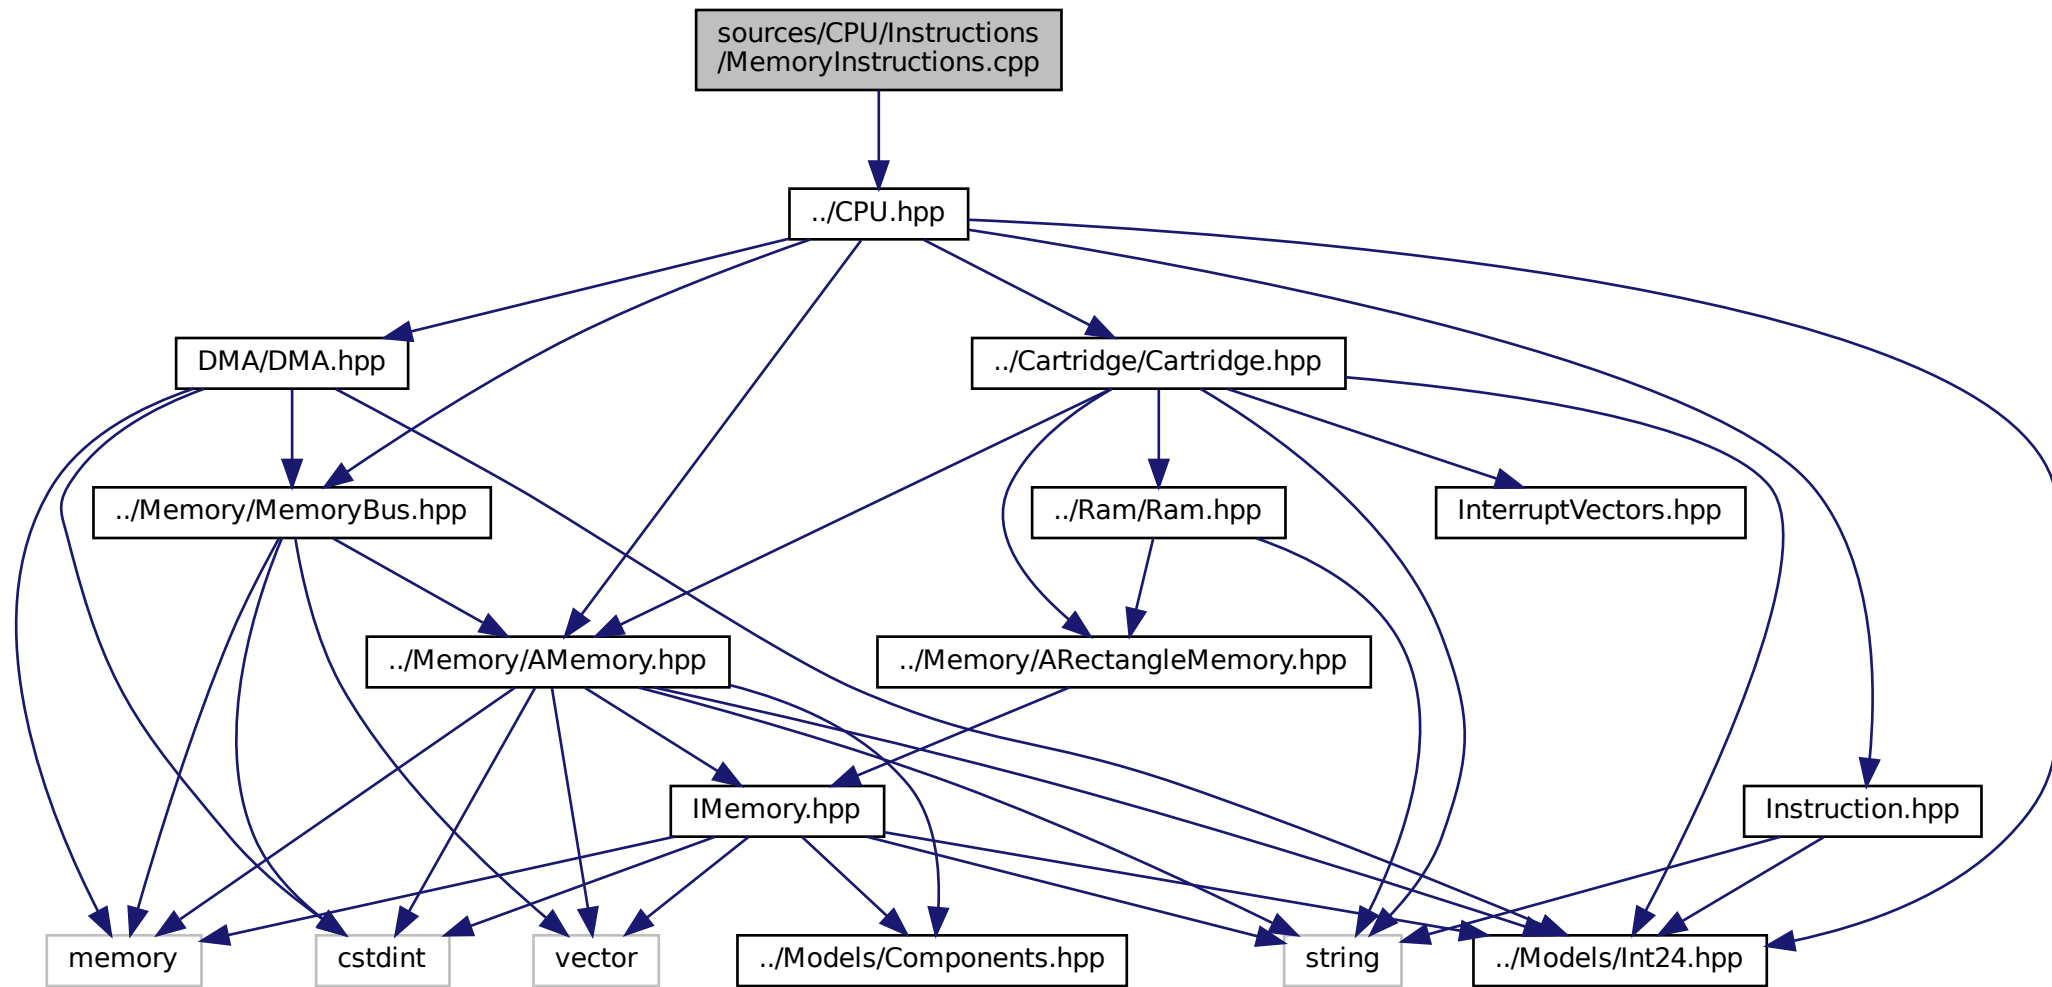 sources/CPU/Instructions
/MemoryInstructions.cpp
../CPU.hpp
DMA/DMA.hpp
../Cartridge/Cartridge.hpp
../Memory/MemoryBus.hpp
../Ram/Ram.hpp
InterruptVectors.hpp
../Memory/AMemory.hpp
../Memory/ARectangleMemory.hpp
IMemory.hpp
Instruction.hpp
memory
cstdint
vector
../Models/Components.hpp
string
../Models/Int24.hpp